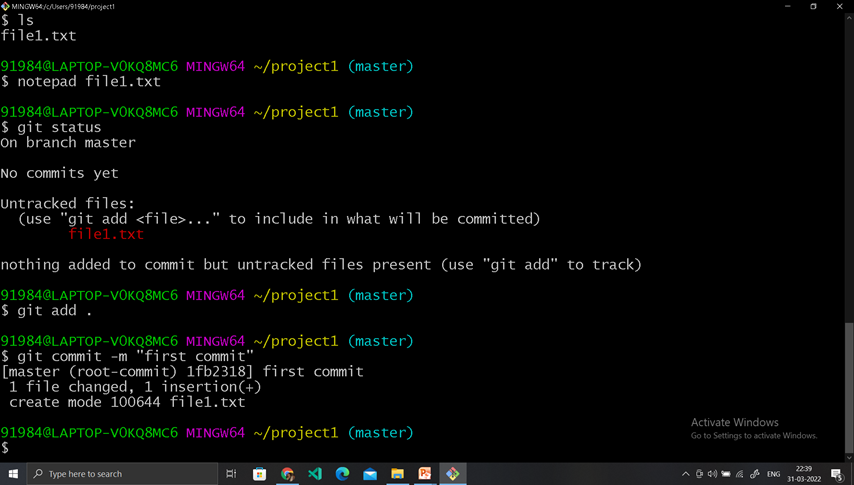 MINGW64:/c/Users/91984/project1
$ ls
file1.txt
91984@LAPTOP-V0KQ8MC6 MINGW64 ~/project1 (master)
$ notepad file1.txt
91984@LAPTOP-V0KQ8MC6 MINGW64 ~/project1 (master)
$ git status
On branch master
No commits yet
Untracked files:
(use "git add <file>..." to include in what will be committed)
file1.txt
nothing added to commit but untracked files present (use "git add" to track)
91984@LAPTOP-V0KQ8MC6 MINGW64 ~/project1 (master)
$ git add .
91984@LAPTOP-V0KQ8MC6 MINGW64 ~/project1 (master)
$ git commit -m "first commit"
[master (root-commit) 1fb2318] first commit
1 file changed, 1 insertion(+)
create mode 100644 file1.txt
91984@LAPTOP-V0KQ8MC6 MINGW64 ~/project1 (master)
$
Activate Windows
Go to Settings to activate Windows.
Type here to search
ENG
22:39
31-03-2022
5